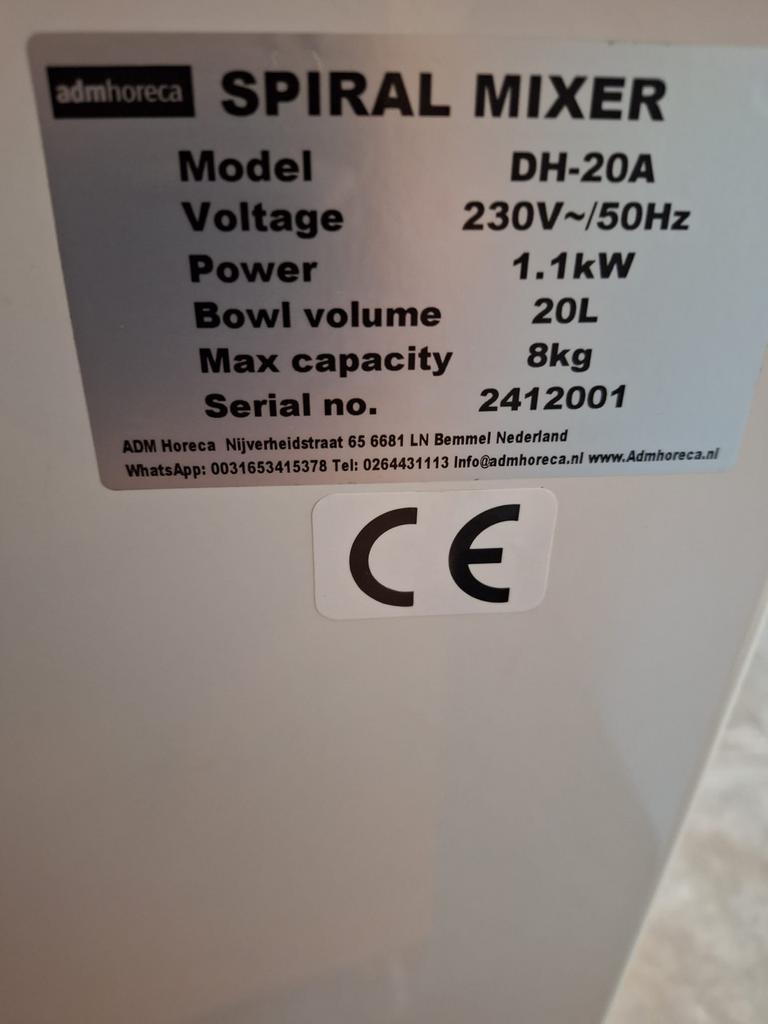 admhoreca SPIRAL MIXER
Model DH-20A
Voltage 230V~/50Hz
Power 1.1kW
Bowl volume 20L
Max capacity 8kg
Serial no. 2412001
ADM Horeca Nijverheidstraat 65 6681 LN Bemmel Nederland
WhatsApp: 0031653415378 Tel: 0264431113 Info@admhoreca.nl www.Admhoreca.nl
CE